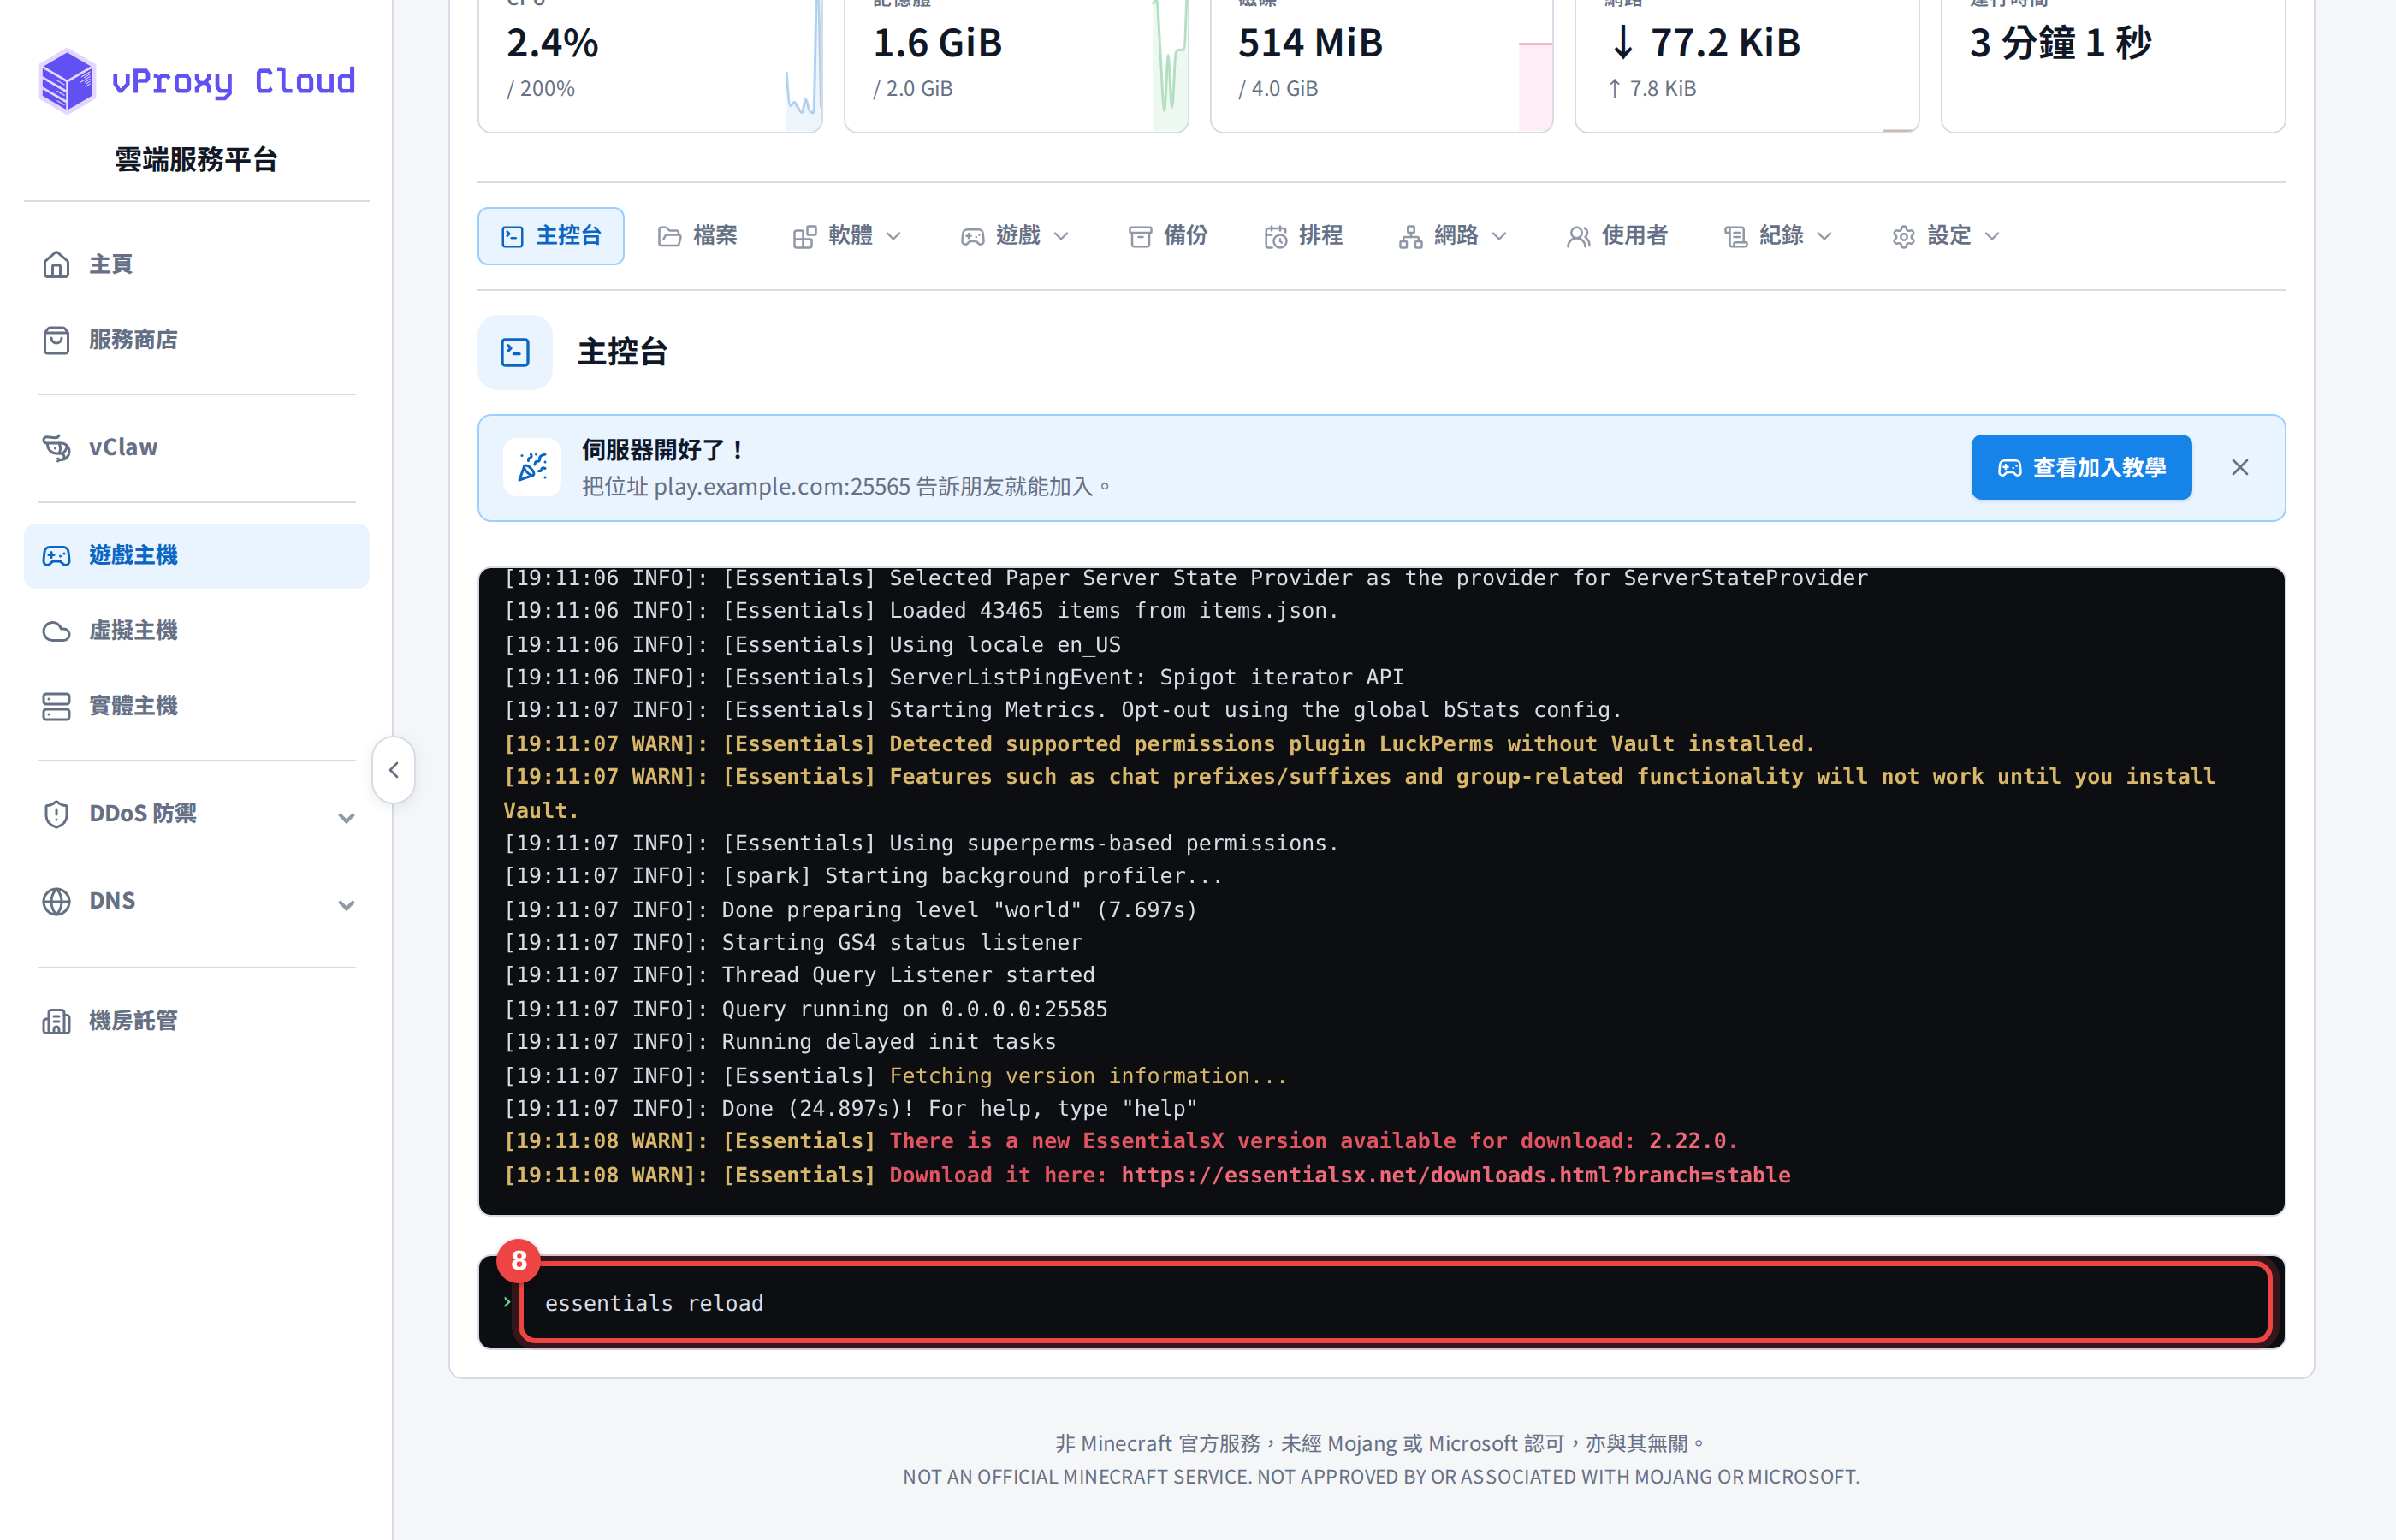 vProxy Cloud
雲端服務平台
主頁
服務商店
vClaw
遊戲主機
虛擬主機
實體主機
DDoS 防禦
DNS
機房託管
2.4%
/ 200%
1.6 GiB
/ 2.0 GiB
514 MiB
/ 4.0 GiB
↓ 77.2 KiB
↑ 7.8 KiB
3 分鐘 1 秒
主控台
檔案
軟體
遊戲
備份
排程
網路
使用者
紀錄
設定
主控台
伺服器開好了！
把位址 play.example.com:25565 告訴朋友就能加入。
查看加入教學
[19:11:06 INFO]: [Essentials] Selected Paper Server State Provider as the provider for ServerStateProvider
[19:11:06 INFO]: [Essentials] Loaded 43465 items from items.json.
[19:11:06 INFO]: [Essentials] Using locale en_US
[19:11:06 INFO]: [Essentials] ServerListPingEvent: Spigot iterator API
[19:11:07 INFO]: [Essentials] Starting Metrics. Opt-out using the global bStats config.
[19:11:07 WARN]: [Essentials] Detected supported permissions plugin LuckPerms without Vault installed.
[19:11:07 WARN]: [Essentials] Features such as chat prefixes/suffixes and group-related functionality will not work until you install
Vault.
[19:11:07 INFO]: [Essentials] Using superperms-based permissions.
[19:11:07 INFO]: [spark] Starting background profiler...
[19:11:07 INFO]: Done preparing level "world" (7.697s)
[19:11:07 INFO]: Starting GS4 status listener
[19:11:07 INFO]: Thread Query Listener started
[19:11:07 INFO]: Query running on 0.0.0.0:25585
[19:11:07 INFO]: Running delayed init tasks
[19:11:07 INFO]: [Essentials] Fetching version information...
[19:11:07 INFO]: Done (24.897s)! For help, type "help"
[19:11:08 WARN]: [Essentials] There is a new EssentialsX version available for download: 2.22.0.
[19:11:08 WARN]: [Essentials] Download it here: https://essentialsx.net/downloads.html?branch=stable
8
› essentials reload
非 Minecraft 官方服務，未經 Mojang 或 Microsoft 認可，亦與其無關。
NOT AN OFFICIAL MINECRAFT SERVICE. NOT APPROVED BY OR ASSOCIATED WITH MOJANG OR MICROSOFT.